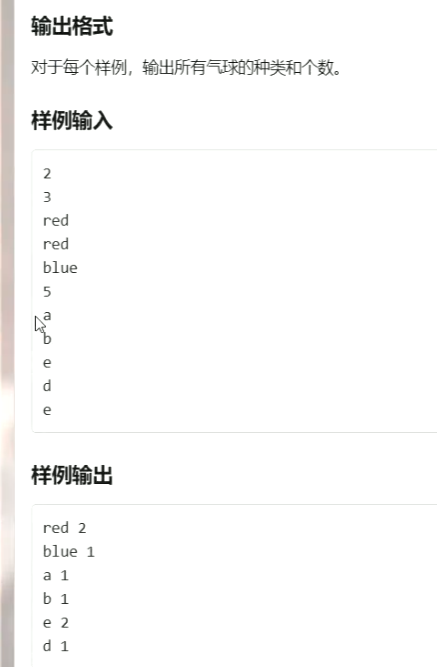 输出格式
对于每个样例，输出所有气球的种类和个数。
样例输入
2
3
red
red
blue
5
a
b
e
d
e
样例输出
red 2
blue 1
a 1
b 1
e 2
d 1